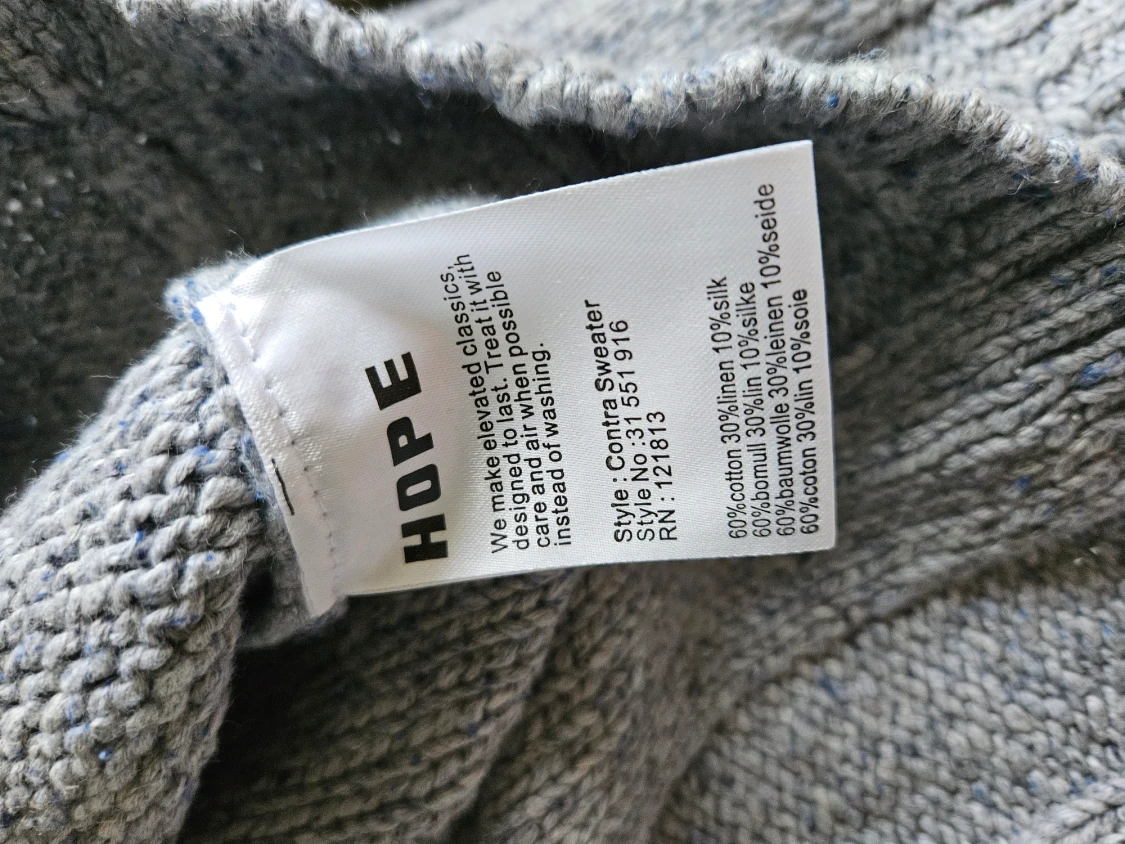 HOPE
We make elevated classics,
designed to last. Treat it with
care and air when possible
instead of washing.
Style : Contra Sweater
Style No :31 551 916
RN : 121813
60%cotton 30%linen 10%silk
60%bomull 30%lin 10%silke
60%baumwolle 30%leinen 10%seide
60%coton 30%lin 10%soie